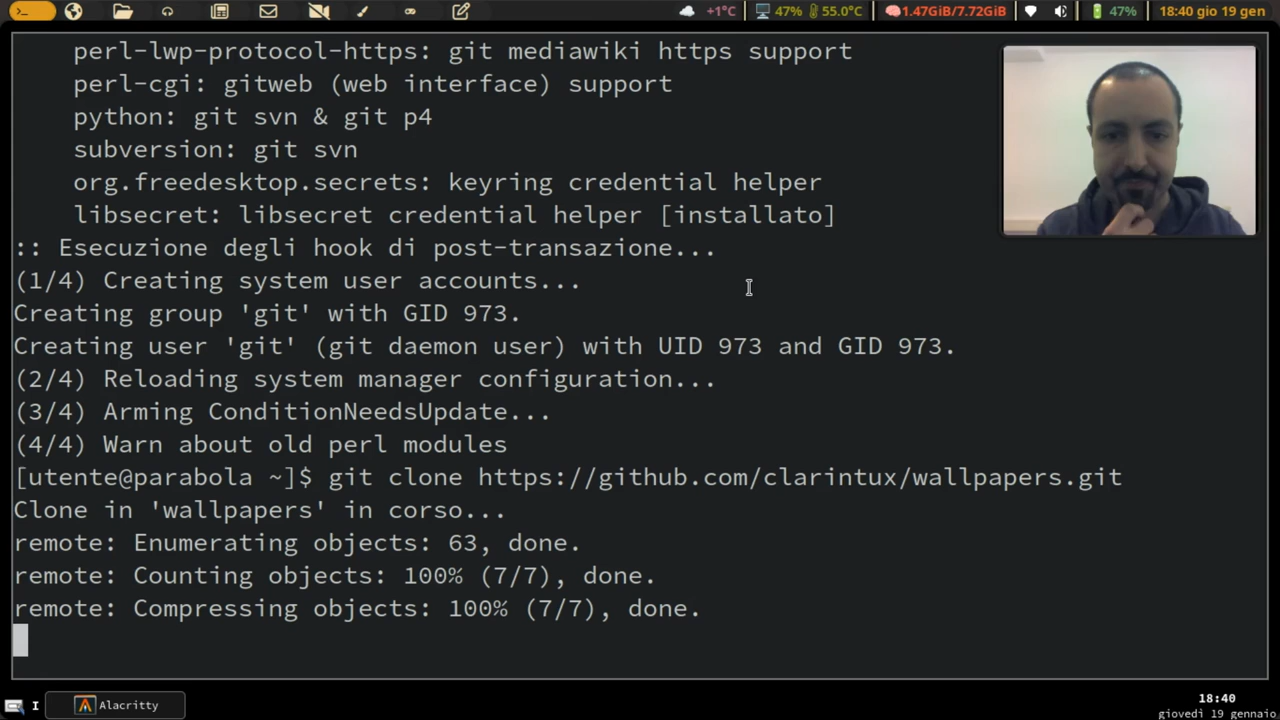 +1°C
47%
55.0°C
1.47GiB/7.72GiB
47%
18:40 gio 19 gen
perl-lwp-protocol-https: git mediawiki https support
perl-cgi: gitweb (web interface) support
python: git svn & git p4
subversion: git svn
org.freedesktop.secrets: keyring credential helper
libsecret: libsecret credential helper [installato]
:: Esecuzione degli hook di post-transazione...
(1/4) Creating system user accounts...
Creating group 'git' with GID 973.
Creating user 'git' (git daemon user) with UID 973 and GID 973.
(2/4) Reloading system manager configuration...
(3/4) Arming ConditionNeedsUpdate...
(4/4) Warn about old perl modules
[utente@parabola ~]$ git clone https://github.com/clarintux/wallpapers.git
Clone in 'wallpapers' in corso...
remote: Enumerating objects: 63, done.
remote: Counting objects: 100% (7/7), done.
remote: Compressing objects: 100% (7/7), done.
I
Alacritty
18:40
giovedì 19 gennaio